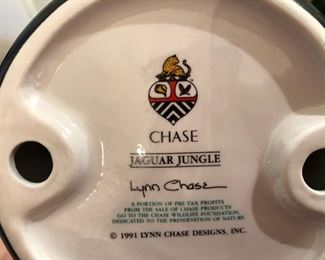 CHASE
JAGUAR JUNGLE
Lynn Chase
A PORTION OF PRE-TAX PROFITS
FROM THE SALE OF CHASE PRODUCTS
GO TO THE CHASE WILDLIFE FOUNDATION,
DEDICATED TO THE PRESERVATION OF NATURE
© 1991 LYNN CHASE DESIGNS, INC.